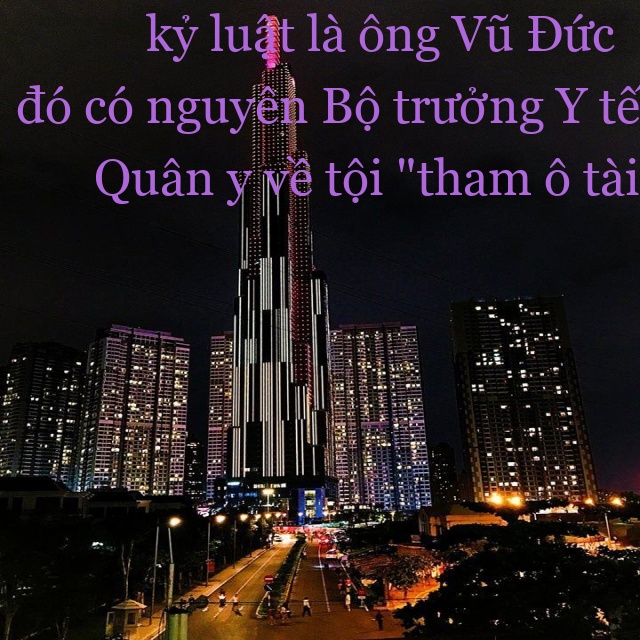 kỷ luật là ông Vũ Đức
đó có nguyên Bộ trưởng Y tế
Quân y về tội "tham ô tài